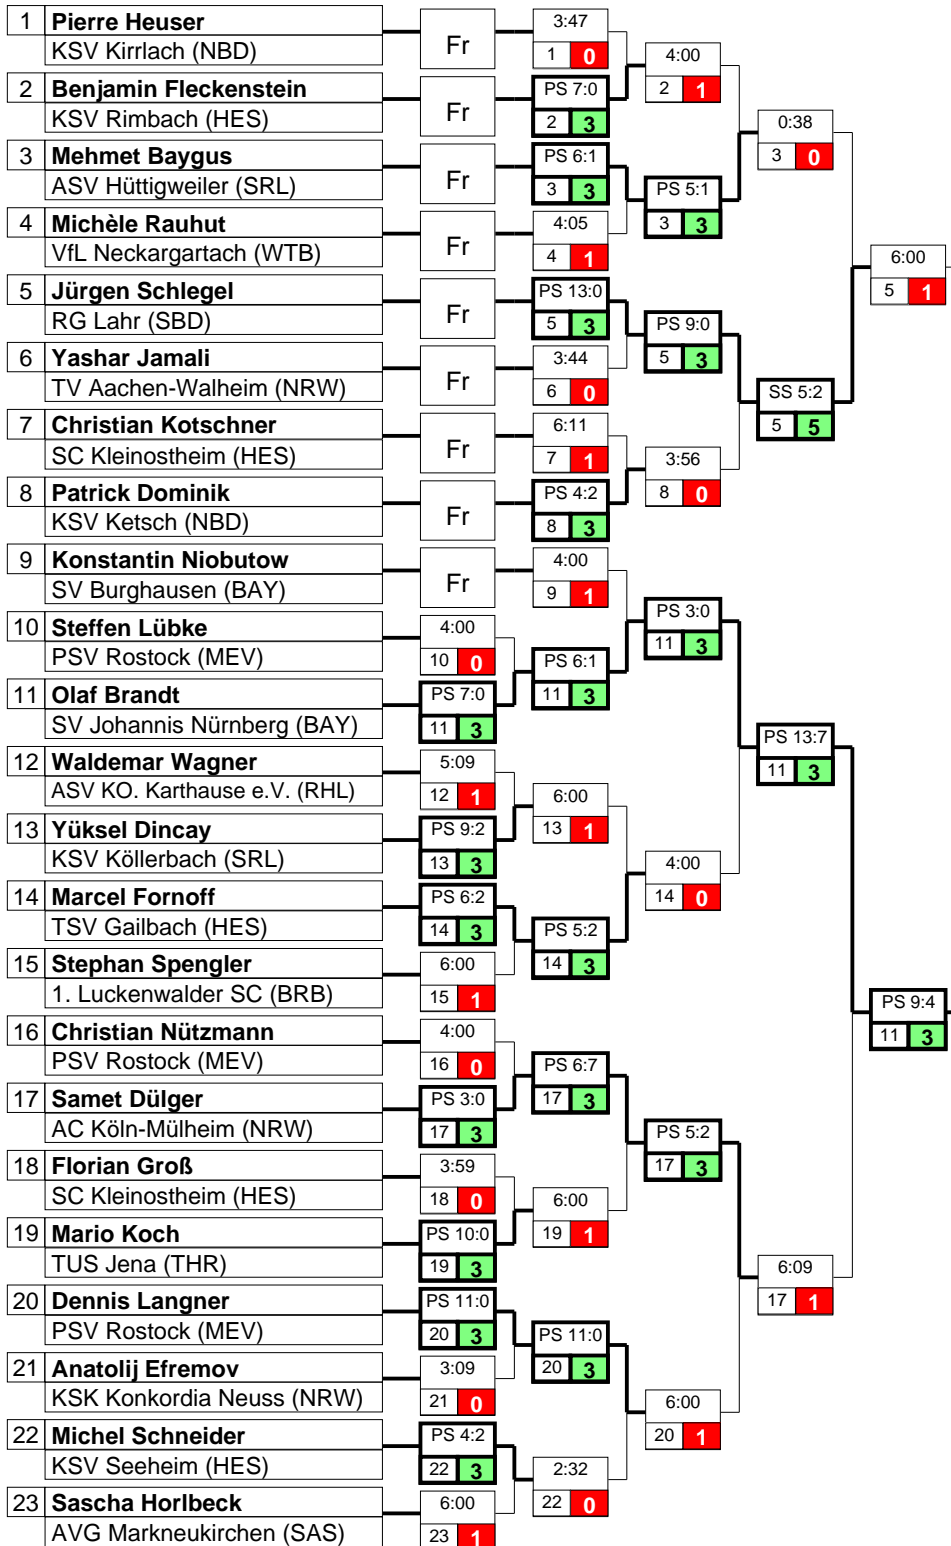 1 Pierre Heuser
KSV Kirrlach (NBD)
Fr
3:47
1 0
4:00
2 1
2 Benjamin Fleckenstein
KSV Rimbach (HES)
Fr
PS 7:0
2 3
0:38
3 0
3 Mehmet Baygus
ASV Hüttigweiler (SRL)
Fr
PS 6:1
3 3
PS 5:1
3 3
4 Michèle Rauhut
VfL Neckargartach (WTB)
Fr
4:05
4 1
6:00
5 1
5 Jürgen Schlegel
RG Lahr (SBD)
Fr
PS 13:0
5 3
PS 9:0
5 3
6 Yashar Jamali
TV Aachen-Walheim (NRW)
Fr
3:44
6 0
SS 5:2
5 5
7 Christian Kotschner
SC Kleinostheim (HES)
Fr
6:11
7 1
3:56
8 0
8 Patrick Dominik
KSV Ketsch (NBD)
Fr
PS 4:2
8 3
9 Konstantin Niobutow
SV Burghausen (BAY)
Fr
4:00
9 1
PS 3:0
11 3
10 Steffen Lübke
PSV Rostock (MEV)
4:00
10 0
PS 6:1
11 3
11 Olaf Brandt
SV Johannis Nürnberg (BAY)
PS 7:0
11 3
PS 13:7
11 3
12 Waldemar Wagner
ASV KO. Karthause e.V. (RHL)
5:09
12 1
6:00
13 1
13 Yüksel Dincay
KSV Köllerbach (SRL)
PS 9:2
13 3
4:00
14 0
14 Marcel Fornoff
TSV Gailbach (HES)
PS 6:2
14 3
PS 5:2
14 3
15 Stephan Spengler
1. Luckenwalder SC (BRB)
6:00
15 1
PS 9:4
11 3
16 Christian Nützmann
PSV Rostock (MEV)
4:00
16 0
PS 6:7
17 3
17 Samet Dülger
AC Köln-Mülheim (NRW)
PS 3:0
17 3
PS 5:2
17 3
18 Florian Groß
SC Kleinostheim (HES)
3:59
18 0
6:00
19 1
19 Mario Koch
TUS Jena (THR)
PS 10:0
19 3
6:09
17 1
20 Dennis Langner
PSV Rostock (MEV)
PS 11:0
20 3
PS 11:0
20 3
21 Anatolij Efremov
KSK Konkordia Neuss (NRW)
3:09
21 0
6:00
20 1
22 Michel Schneider
KSV Seeheim (HES)
PS 4:2
22 3
2:32
22 0
23 Sascha Horlbeck
AVG Markneukirchen (SAS)
6:00
23 1